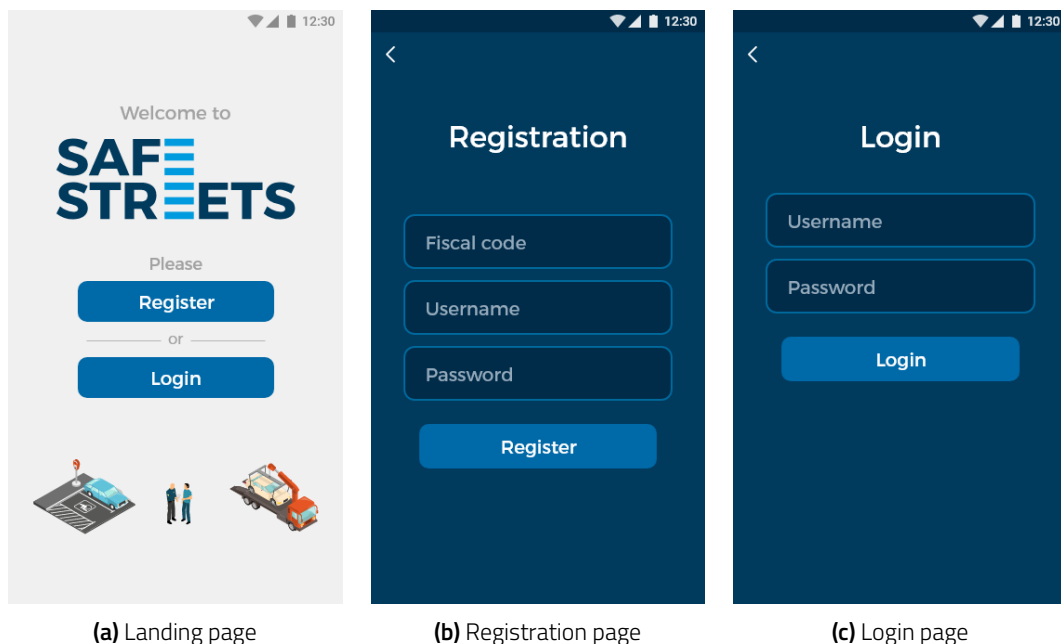 12:30
Welcome to
SAFE
STREETS
Please
Register
or
Login
(a) Landing page
12:30
Registration
Fiscal code
Username
Password
Register
(b) Registration page
12:30
Login
Username
Password
Login
(c) Login page